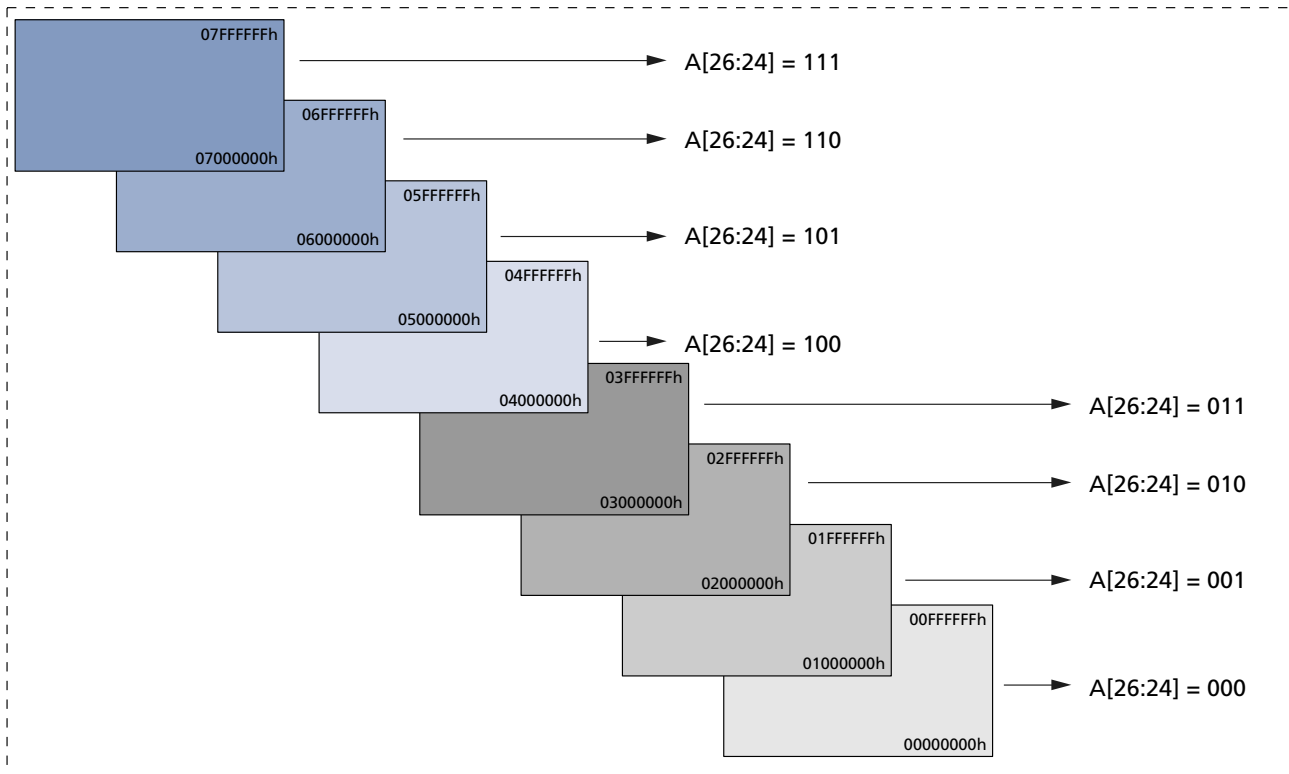 07FFFFFFh
A[26:24] = 111
06FFFFFFh
A[26:24] = 110
07000000h
05FFFFFFh
A[26:24] = 101
06000000h
04FFFFFFh
05000000h
A[26:24] = 100
03FFFFFFh
04000000h
A[26:24] = 011
02FFFFFFh
A[26:24] = 010
03000000h
01FFFFFFh
A[26:24] = 001
02000000h
00FFFFFFh
01000000h
A[26:24] = 000
00000000h